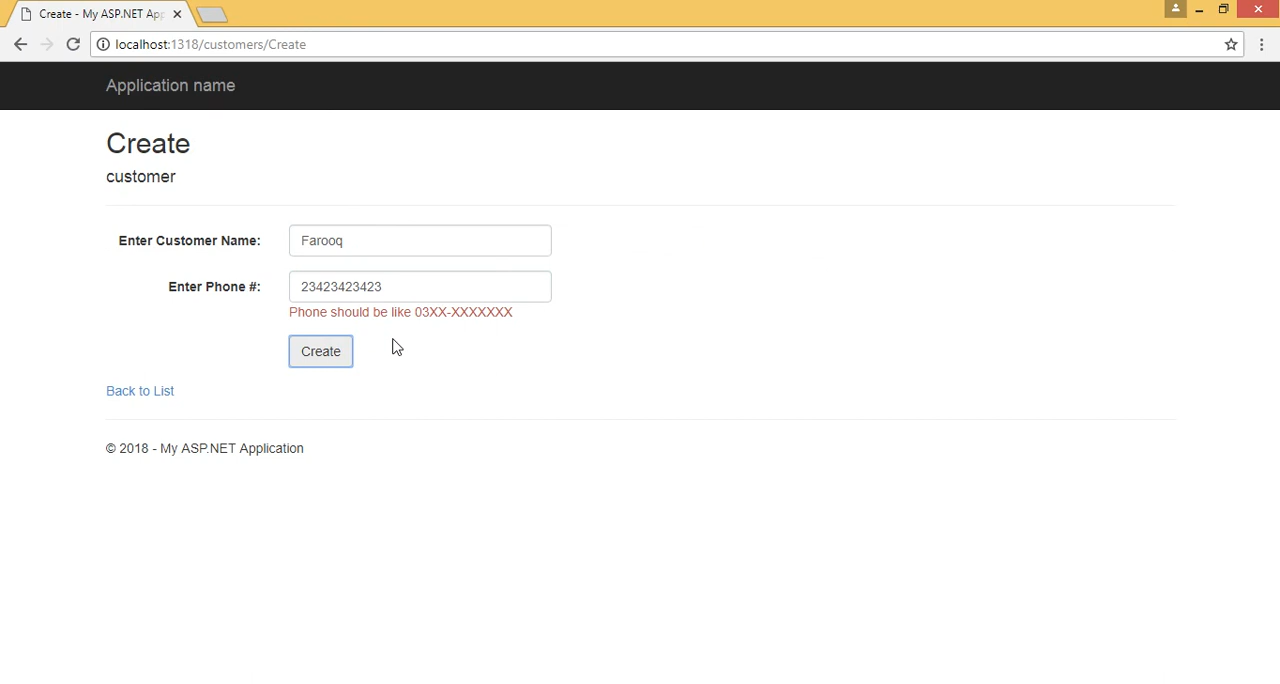 Create - My ASP.NET App
localhost:1318/customers/Create
Application name
Create
customer
Enter Customer Name: Farooq
Enter Phone #: 23423423423
Phone should be like 03XX-XXXXXXX
Create
Back to List
© 2018 - My ASP.NET Application